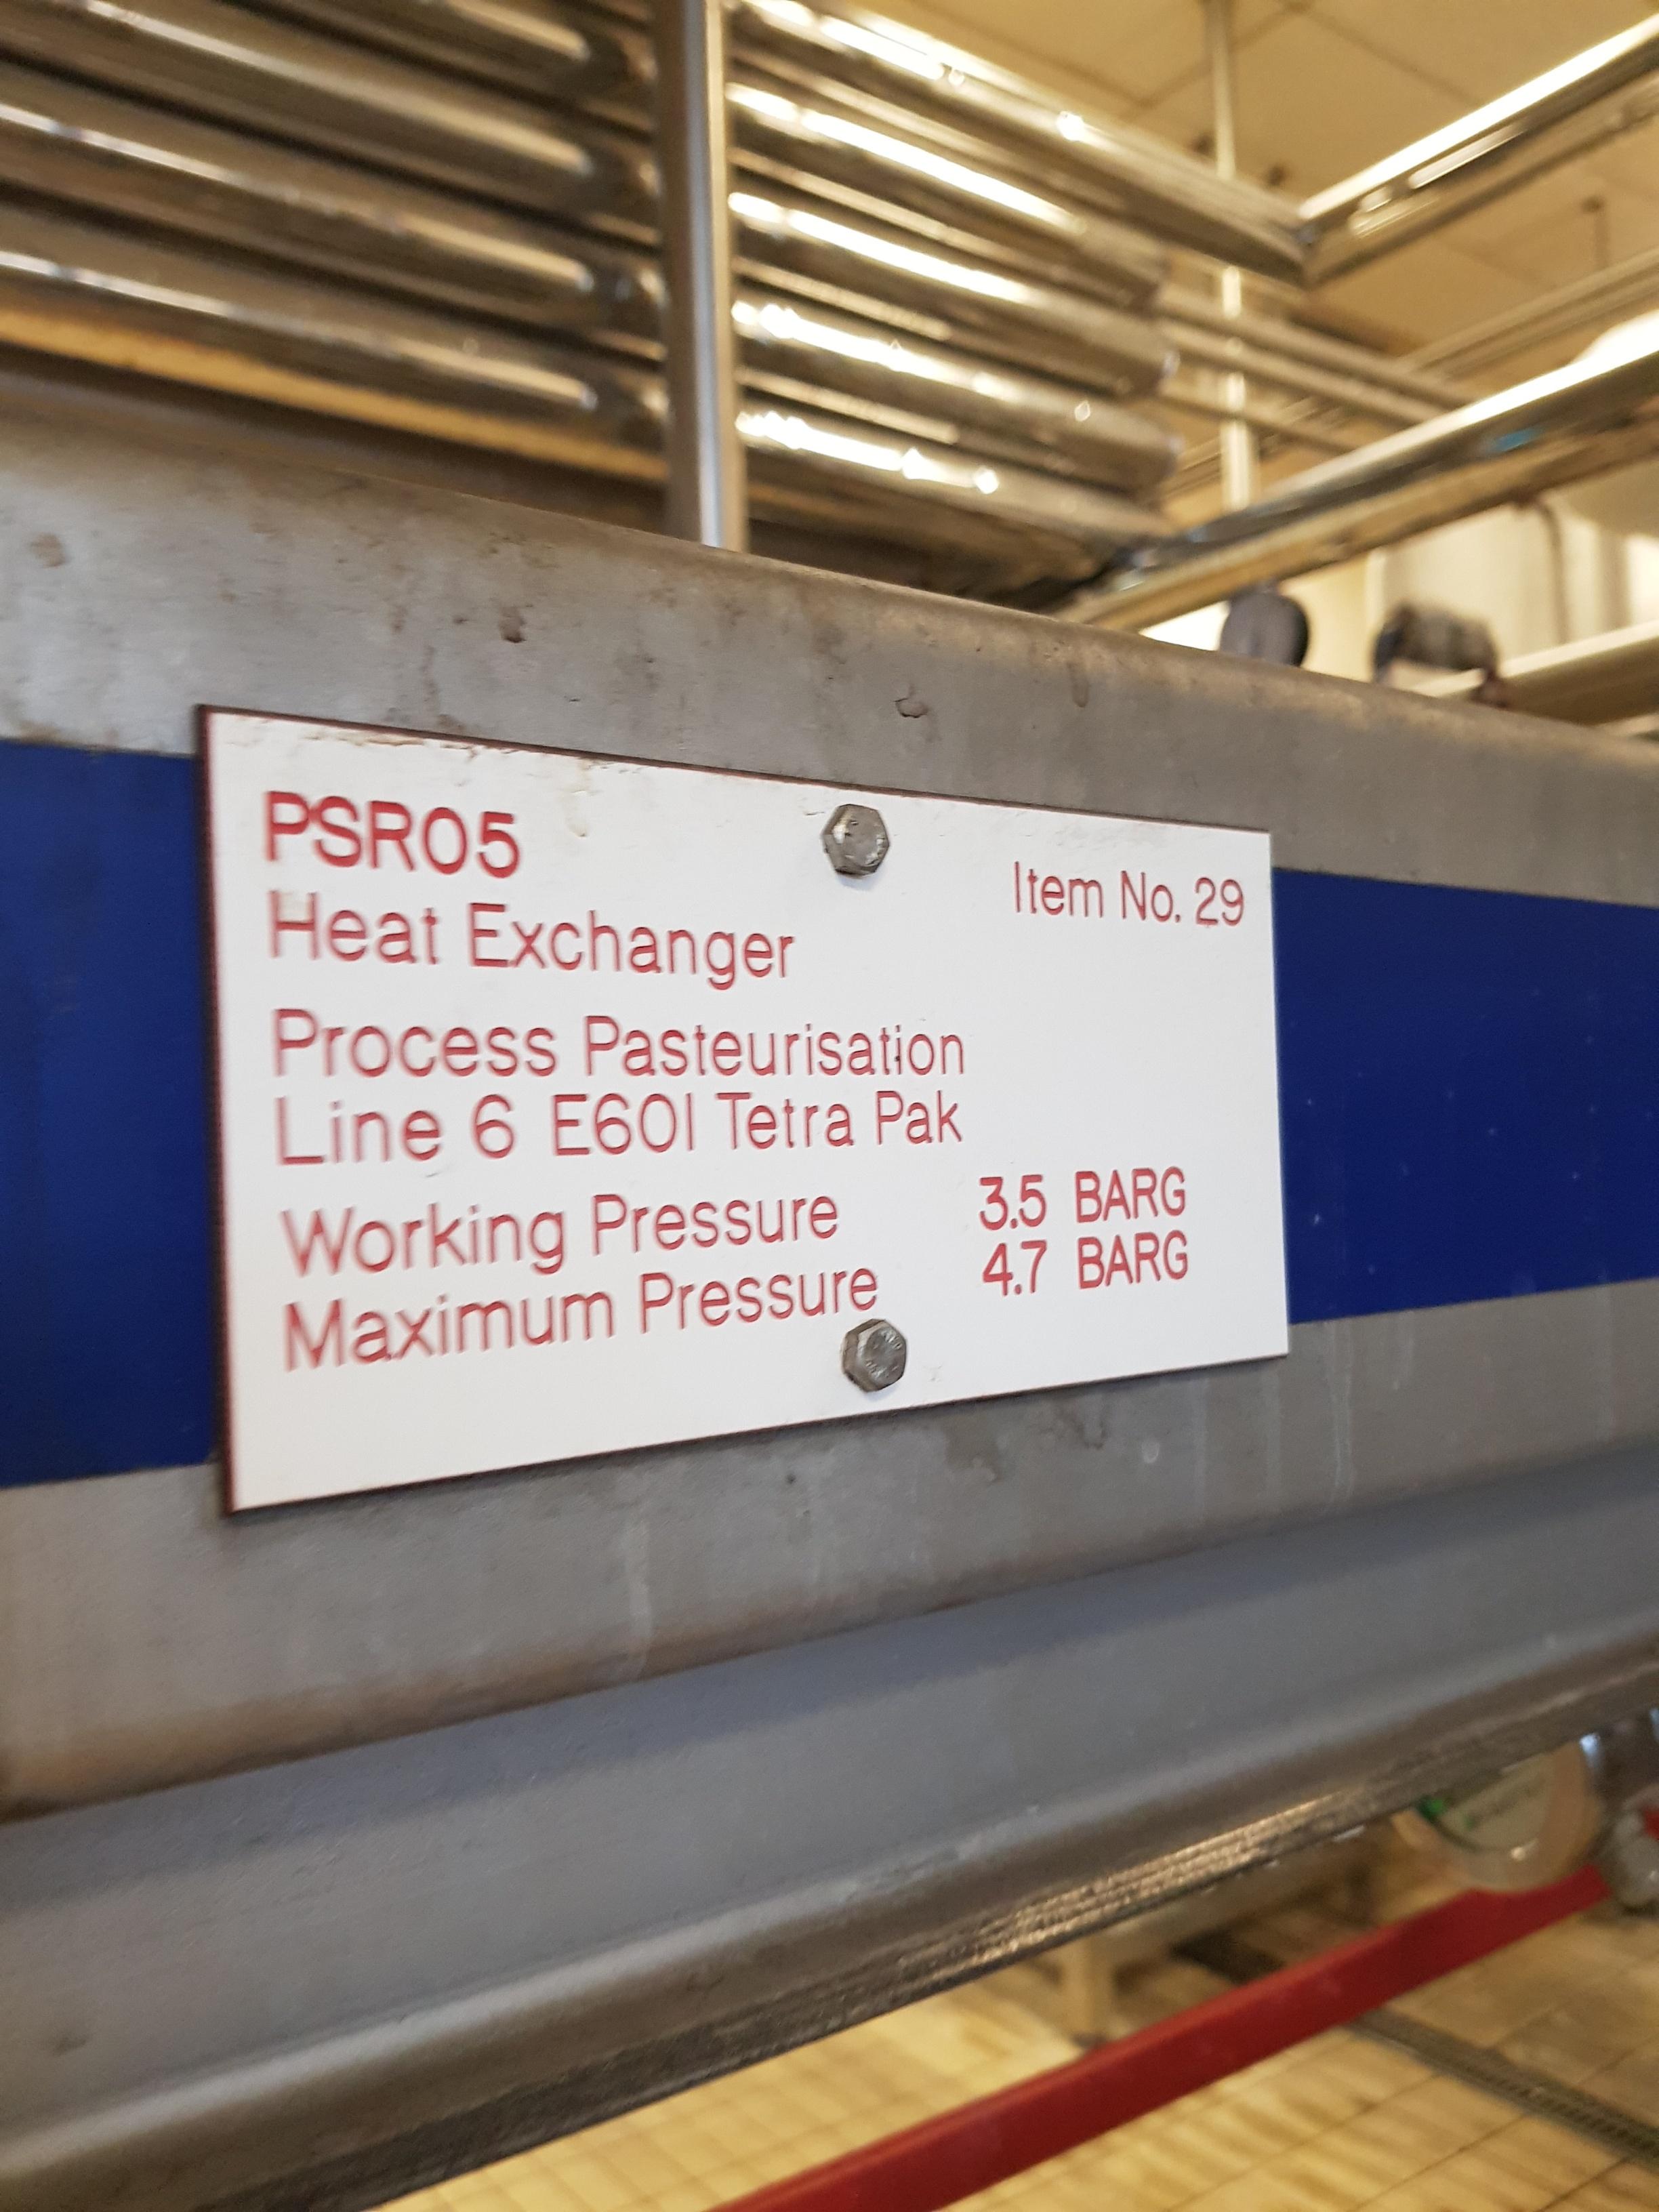 PSR05
Item No. 29
Heat Exchanger
Process Pasteurisation
Line 6 E601 Tetra Pak
Working Pressure 3.5 BARG
Maximum Pressure 4.7 BARG